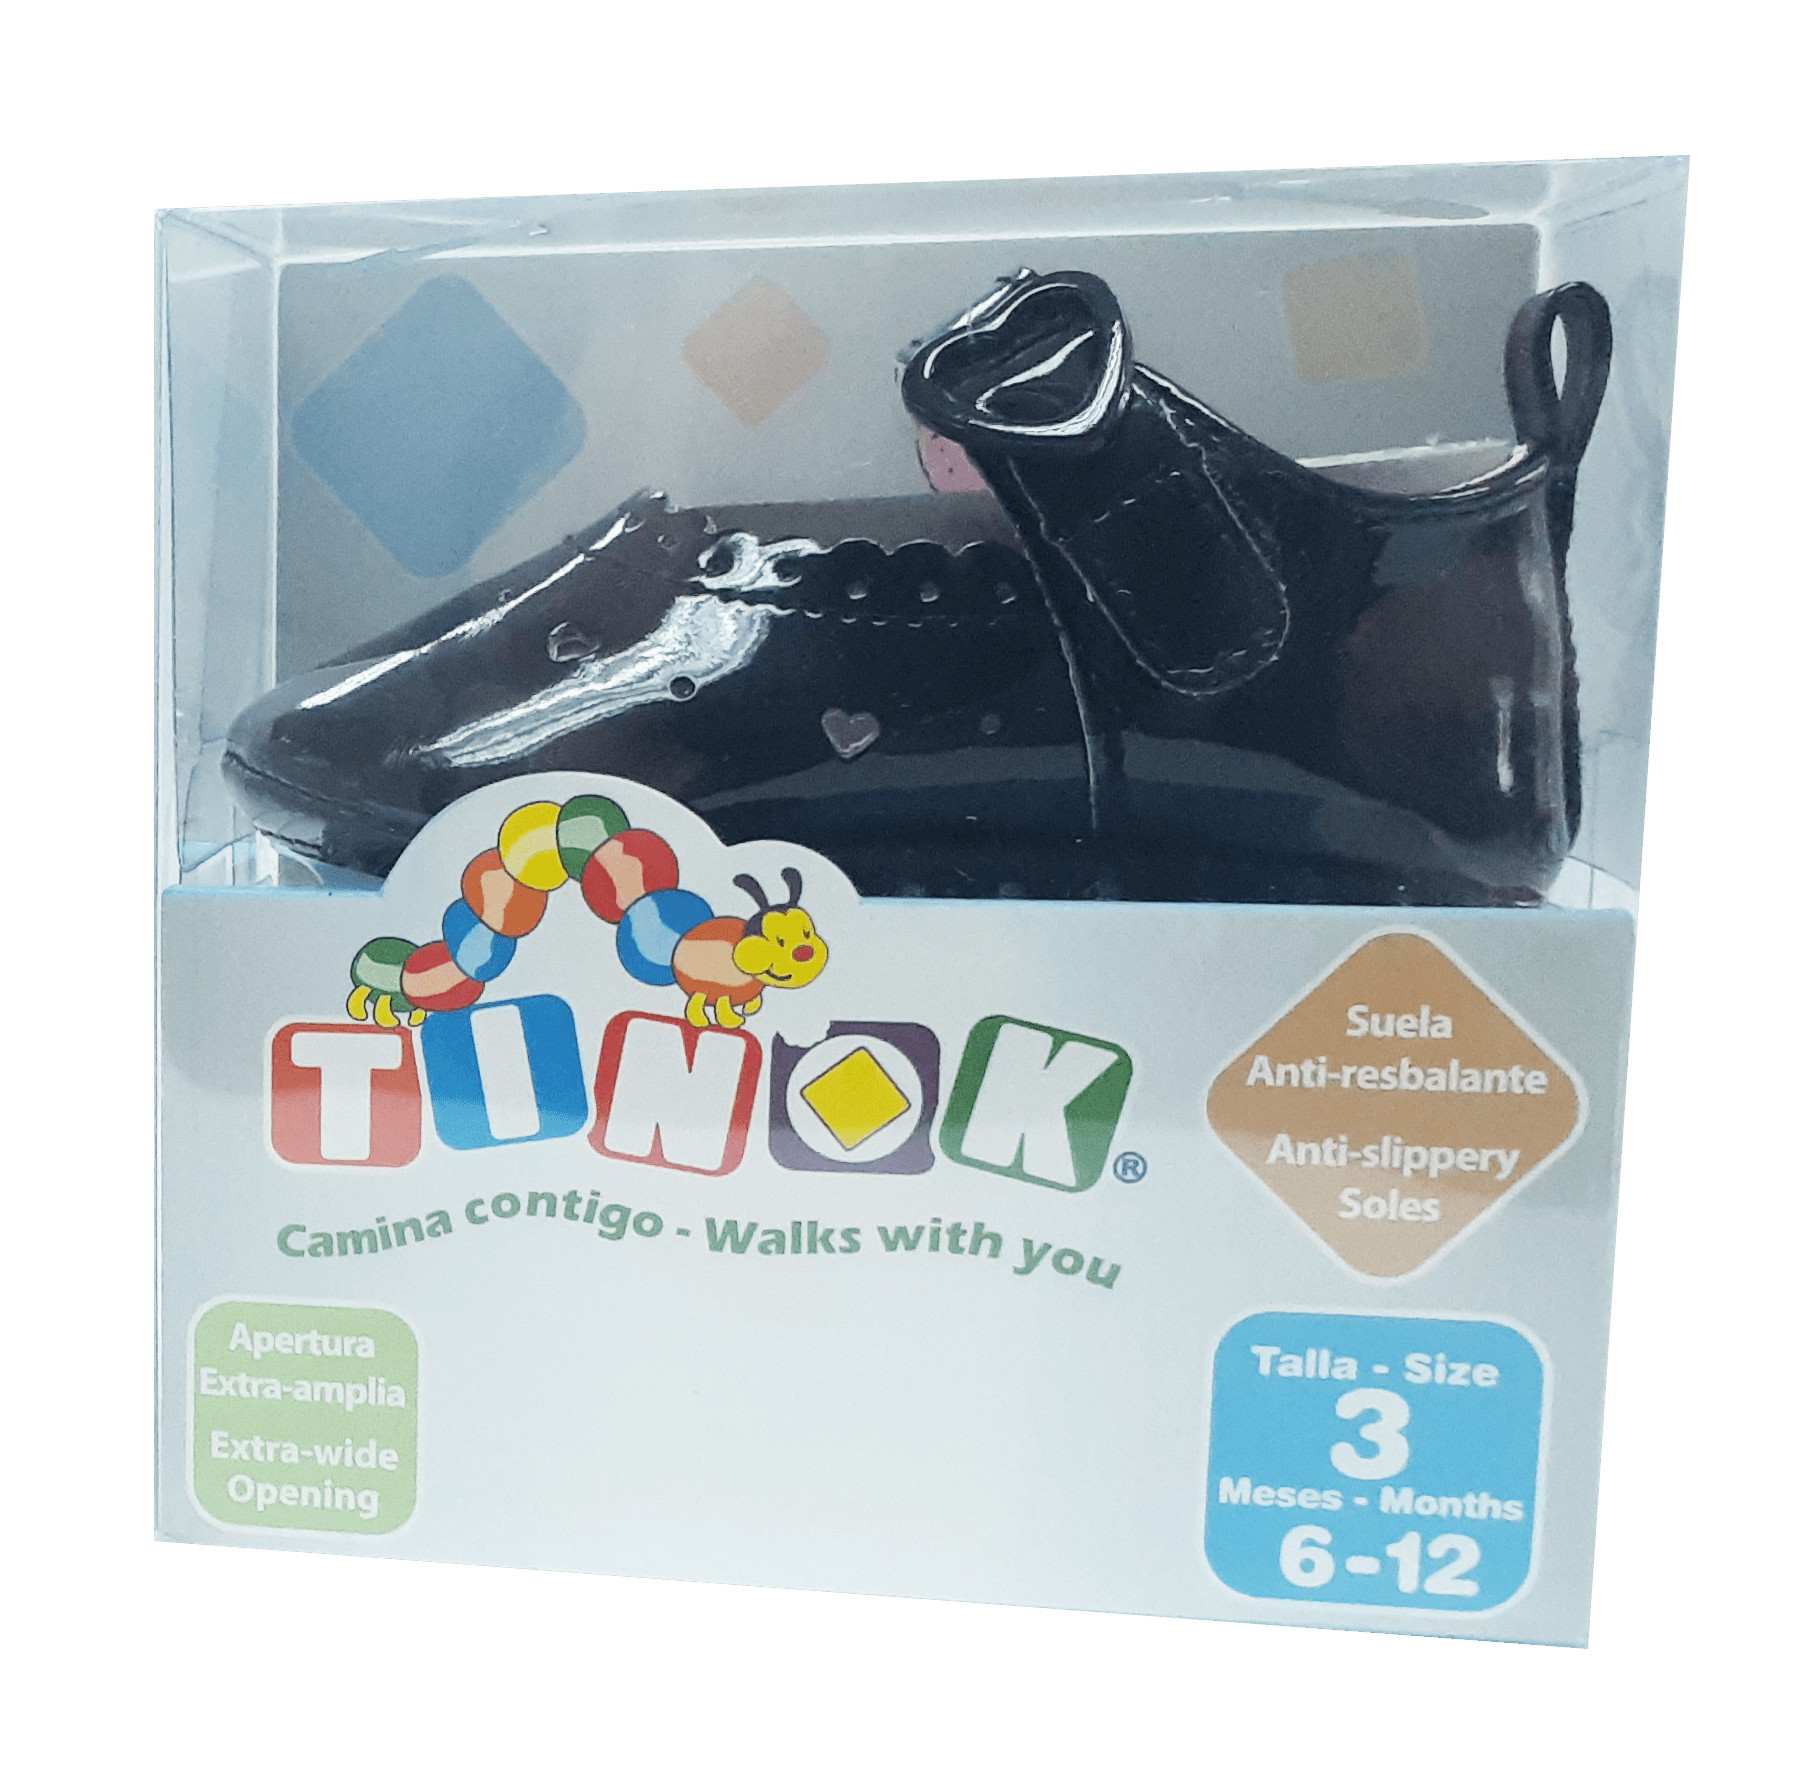 TINOK®
Camina contigo - Walks with you
Suela
Anti-resbalante
Anti-slippery
Soles
Apertura
Extra-amplia
Extra-wide
Opening
Talla - Size
3
Meses - Months
6-12